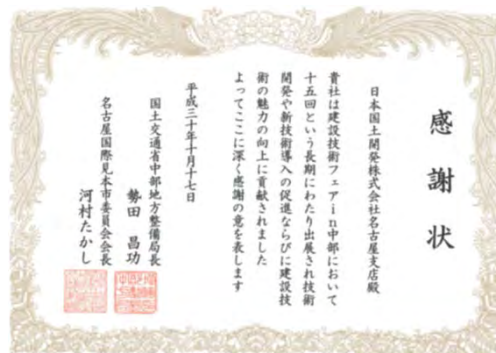 感謝状
日本国土開発株式会社名古屋支店殿
貴社は建設技術フェアin中部において
十五回という長期にわたり出展され技術
開発や新技術導入の促進ならびに建設技
術の魅力の向上に貢献されました
よってここに深く感謝の意を表します
平成三十年十月十七日
国土交通省中部地方整備局長
勢田 昌功
名古屋国際見本市委員会会長
河村たかし